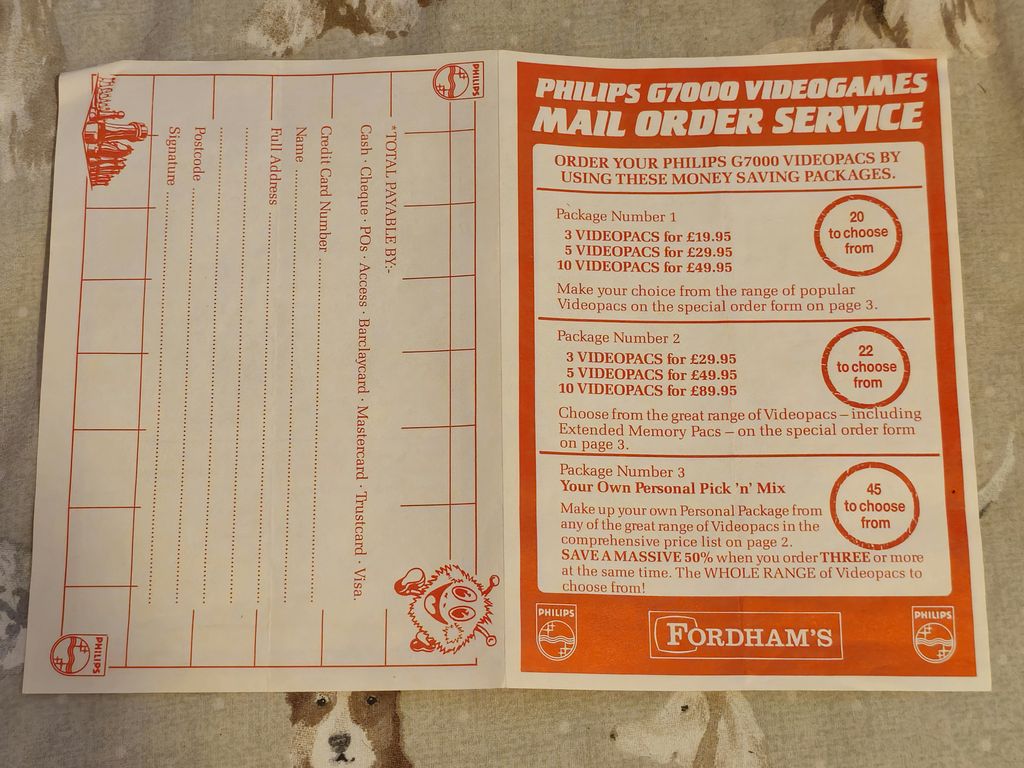 PHILIPS G7000 VIDEOGAMES
MAIL ORDER SERVICE
ORDER YOUR PHILIPS G7000 VIDEOPACS BY
USING THESE MONEY SAVING PACKAGES.
Package Number 1
3 VIDEOPACS for £19.95
5 VIDEOPACS for £29.95
10 VIDEOPACS for £49.95
20
to choose
from
Make your choice from the range of popular
Videopacs on the special order form on page 3.
Package Number 2
3 VIDEOPACS for £29.95
5 VIDEOPACS for £49.95
10 VIDEOPACS for £89.95
22
to choose
from
Choose from the great range of Videopacs – including
Extended Memory Pacs – on the special order form
on page 3.
Package Number 3
Your Own Personal Pick 'n' Mix
45
to choose
from
Make up your own Personal Package from
any of the great range of Videopacs in the
comprehensive price list on page 2.
SAVE A MASSIVE 50% when you order THREE or more
at the same time. The WHOLE RANGE of Videopacs to
choose from!
PHILIPS
FORDHAM'S
PHILIPS
PHILIPS
*TOTAL PAYABLE BY:-
Cash · Cheque · POs · Access · Barclaycard · Mastercard · Trustcard · Visa.
Credit Card Number
Name
Full Address
Postcode
Signature
PHILIPS
©